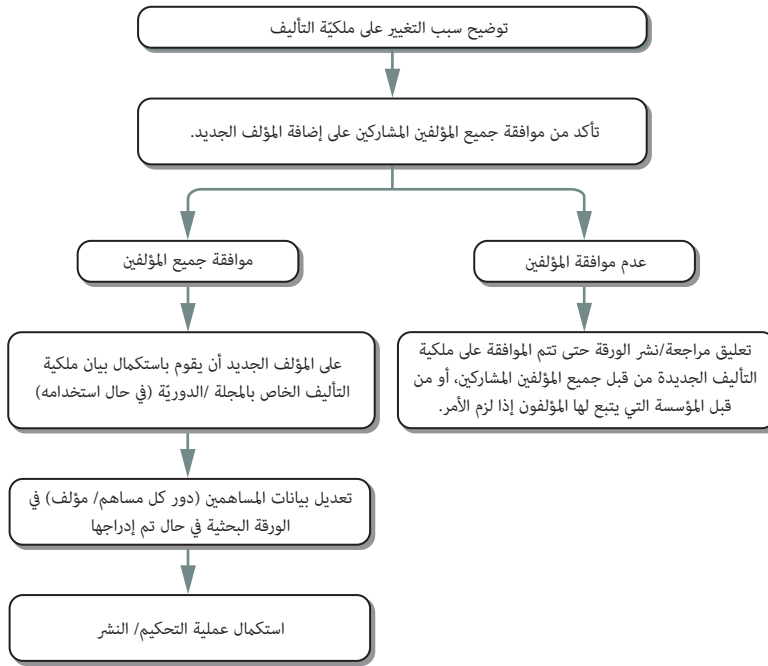 توضيح سبب التغيير على ملكيّة التأليف
تأكد من موافقة جميع المؤلفين المشاركين على إضافة المؤلف الجديد.
موافقة جميع المؤلفين
عدم موافقة المؤلفين
على المؤلف الجديد أن يقوم باستكمال بيان ملكية
التأليف الخاص بالمجلة /الدوريّة (في حال استخدامه)
تعليق مراجعة/نشر الورقة حتى تتم الموافقة على ملكية
التأليف الجديدة من قبل جميع المؤلفين المشاركين، أو من
قبل المؤسسة التي يتبع لها المؤلفون إذا لزم الأمر.
تعديل بيانات المساهمين (دور كل مساهم/ مؤلف) في
الورقة البحثية في حال تم إدراجها
استكمال عملية التحكيم/ النشر